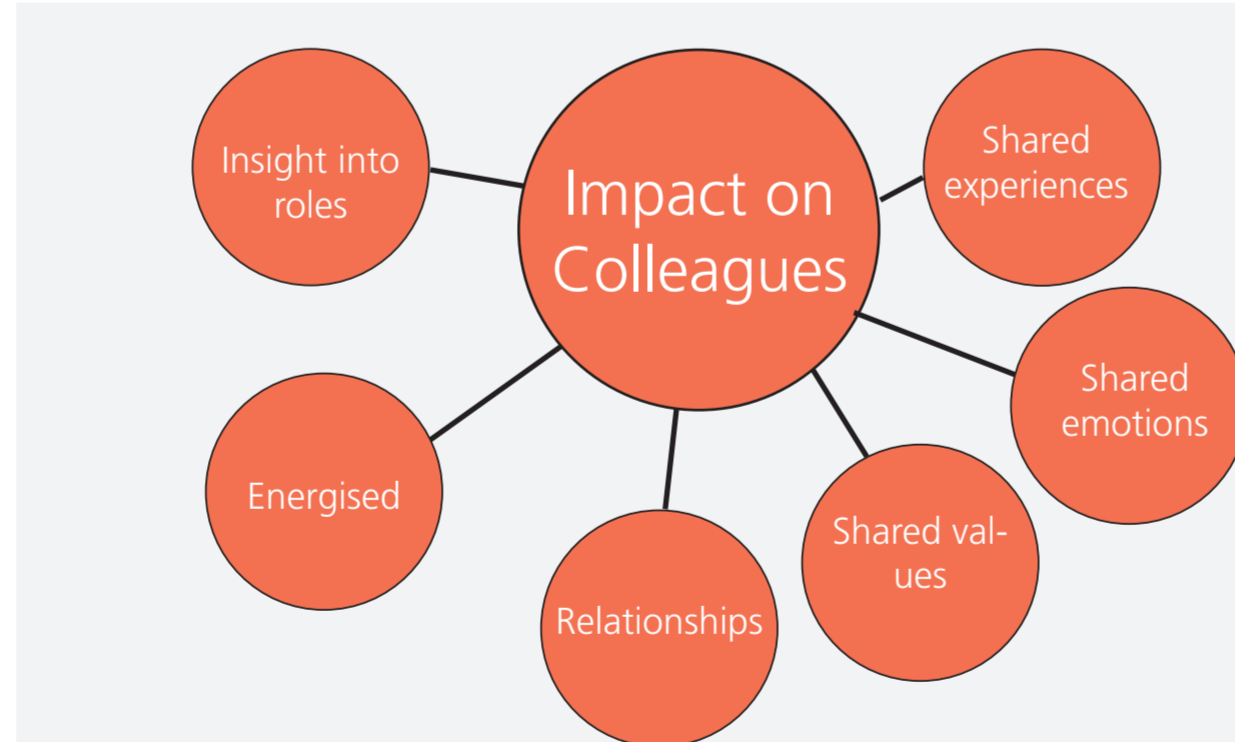 Impact on
Colleagues
Insight into
roles
Shared
experiences
Shared
emotions
Shared val-
ues
Relationships
Energised